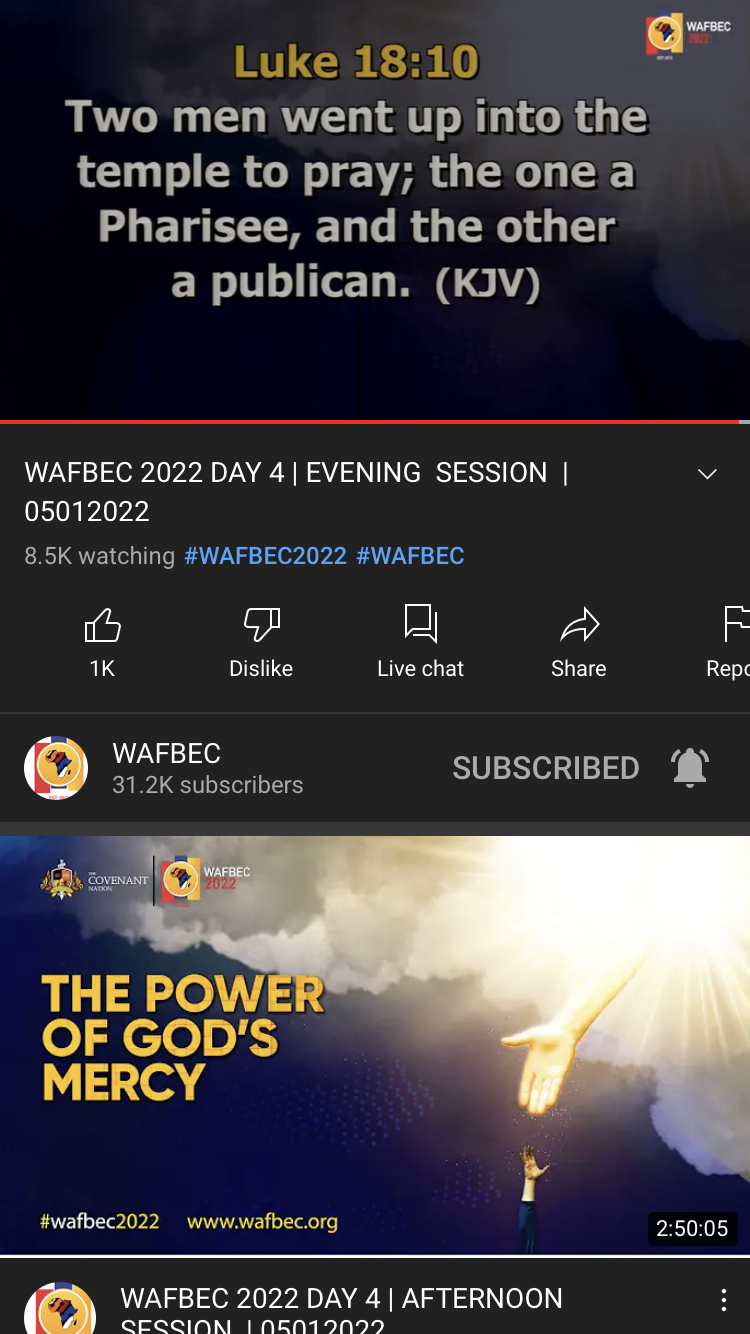 WAFBEC
2022
Luke 18:10
Two men went up into the
temple to pray; the one a
Pharisee, and the other
a publican. (KJV)
WAFBEC 2022 DAY 4 | EVENING SESSION |
05012022
8.5K watching #WAFBEC2022 #WAFBEC
1K Dislike Live chat Share Repo
WAFBEC
31.2K subscribers
SUBSCRIBED
THE
COVENANT
NATION
WAFBEC
2022
THE POWER
OF GOD'S
MERCY
#wafbec2022 www.wafbec.org
2:50:05
WAFBEC 2022 DAY 4 | AFTERNOON
SESSION | 05012022